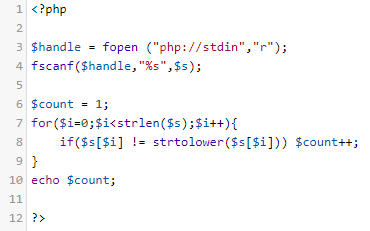 1 <?php
2
3 $handle = fopen ("php://stdin","r");
4 fscanf($handle,"%s",$s);
5
6 $count = 1;
7 for($i=0;$i<strlen($s);$i++){
8     if($s[$i] != strtolower($s[$i])) $count++;
9 }
10 echo $count;
11
12 ?>